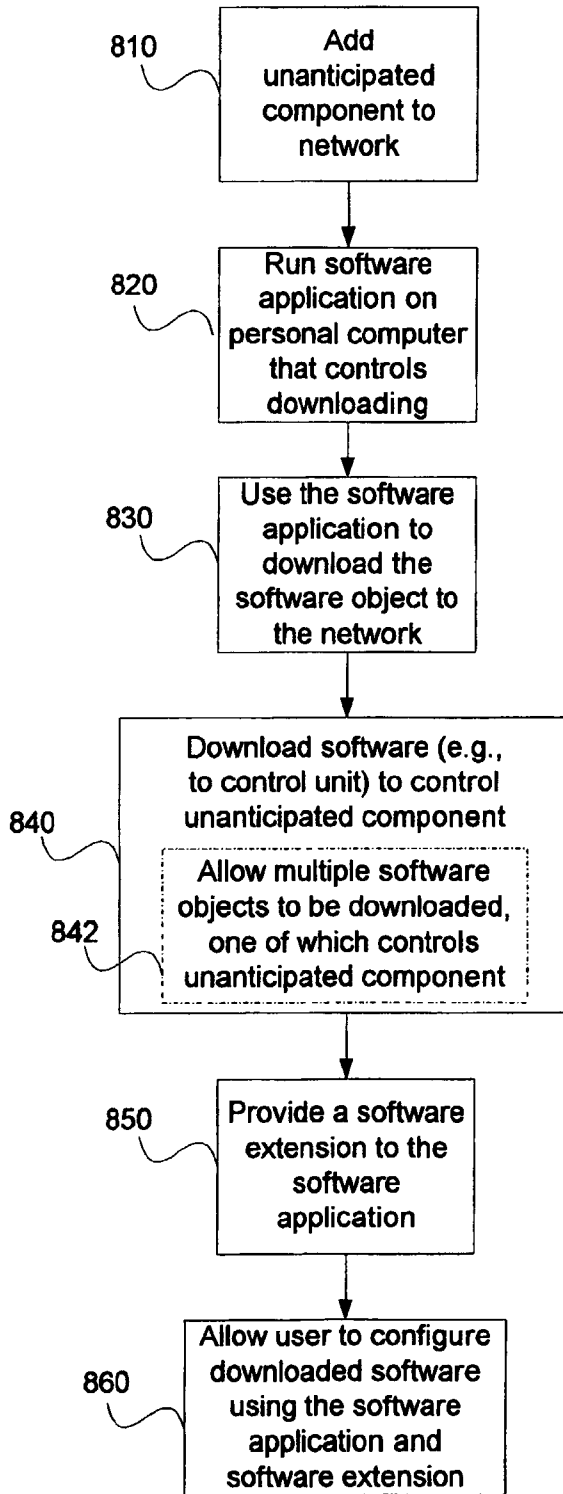 810
Add
unanticipated
component to
network
820
Run software
application on
personal computer
that controls
downloading
830
Use the software
application to
download the
software object to
the network
840
Download software (e.g.,
to control unit) to control
unanticipated component
842
Allow multiple software
objects to be downloaded,
one of which controls
unanticipated component
850
Provide a software
extension to the
software
application
860
Allow user to configure
downloaded software
using the software
application and
software extension